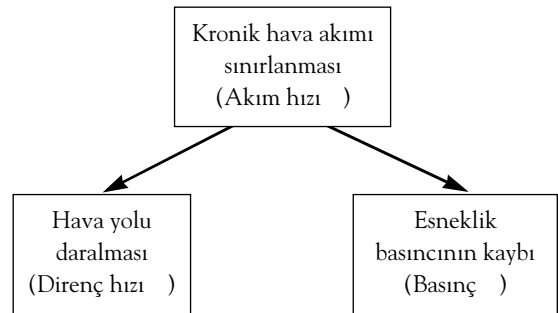 Kronik hava akımı
sınırlanması
(Akım hızı )
Hava yolu
daralması
(Direnç hızı )
Esneklik
basıncının kaybı
(Basınç )